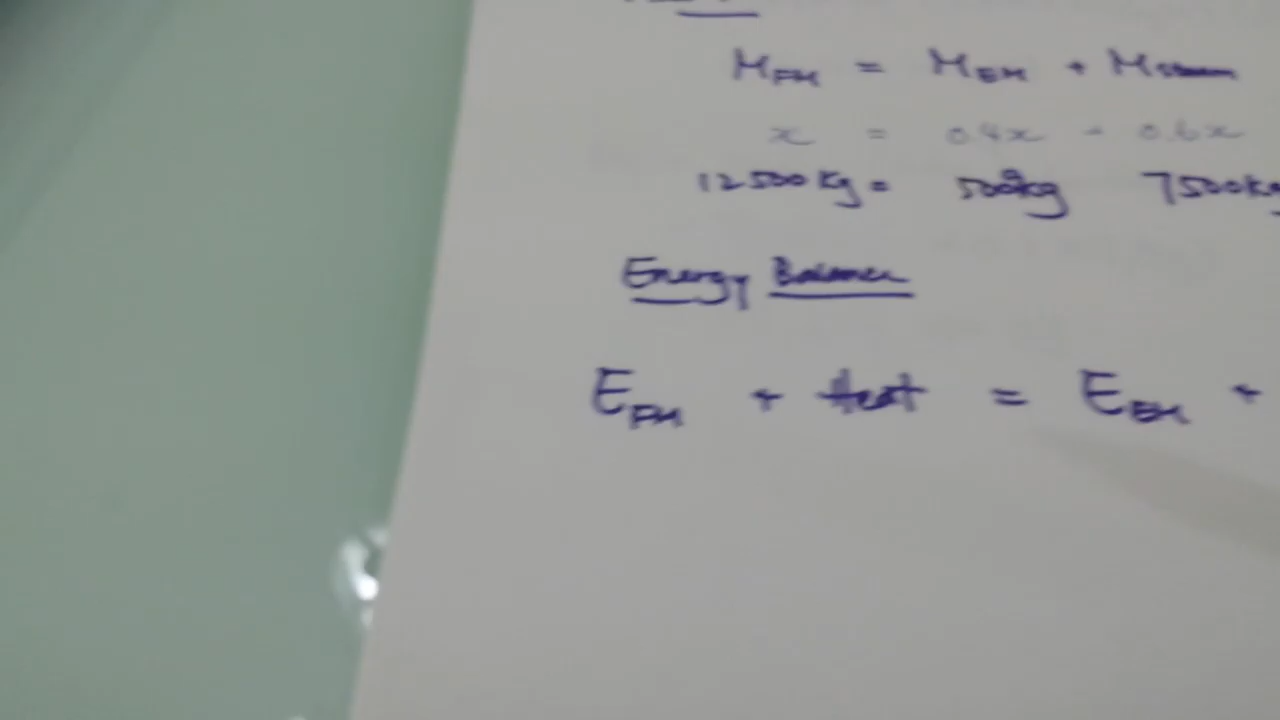 M_FM = M_EM + M_Steam
x = 0.4x + 0.6x
12500 kg = 5000kg 7500kg
Energy Balance
E_FM + Heat = E_EM +